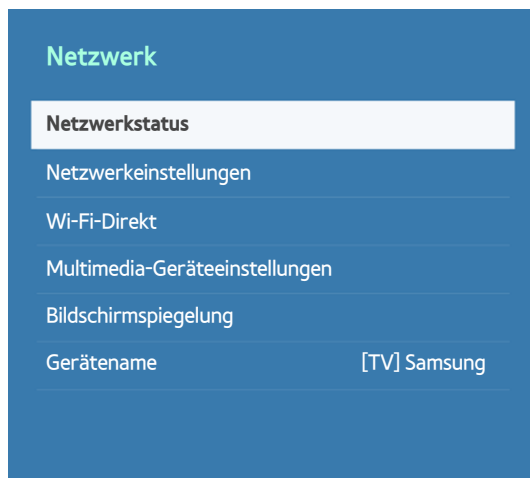 Netzwerk
Netzwerkstatus
Netzwerkeinstellungen
Wi-Fi-Direkt
Multimedia-Geräteeinstellungen
Bildschirmspiegelung
Gerätename [TV] Samsung